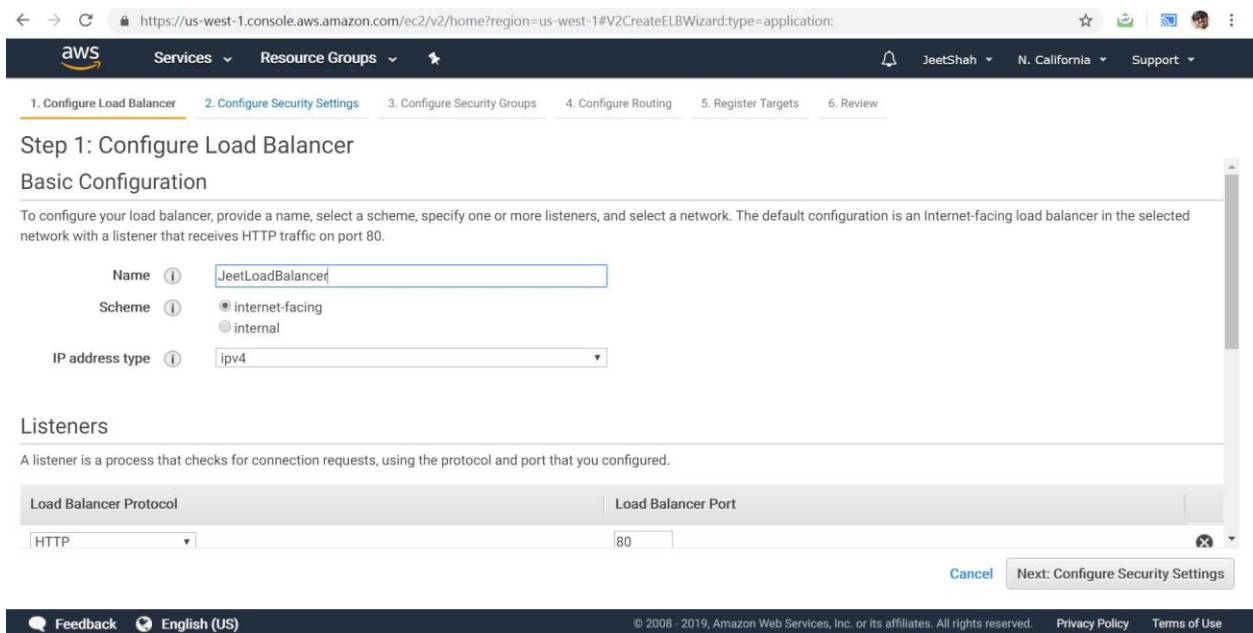 https://us-west-1.console.aws.amazon.com/ec2/v2/home?region=us-west-1#V2CreateELBWizard:type=application:
aws Services Resource Groups JeetShah N. California Support
1. Configure Load Balancer 2. Configure Security Settings 3. Configure Security Groups 4. Configure Routing 5. Register Targets 6. Review
Step 1: Configure Load Balancer
Basic Configuration
To configure your load balancer, provide a name, select a scheme, specify one or more listeners, and select a network. The default configuration is an Internet-facing load balancer in the selected
network with a listener that receives HTTP traffic on port 80.
Name i JeetLoadBalancer
Scheme i internet-facing
internal
IP address type i ipv4
Listeners
A listener is a process that checks for connection requests, using the protocol and port that you configured.
Load Balancer Protocol Load Balancer Port
HTTP 80
Cancel Next: Configure Security Settings
Feedback English (US) © 2008 - 2019, Amazon Web Services, Inc. or its affiliates. All rights reserved. Privacy Policy Terms of Use